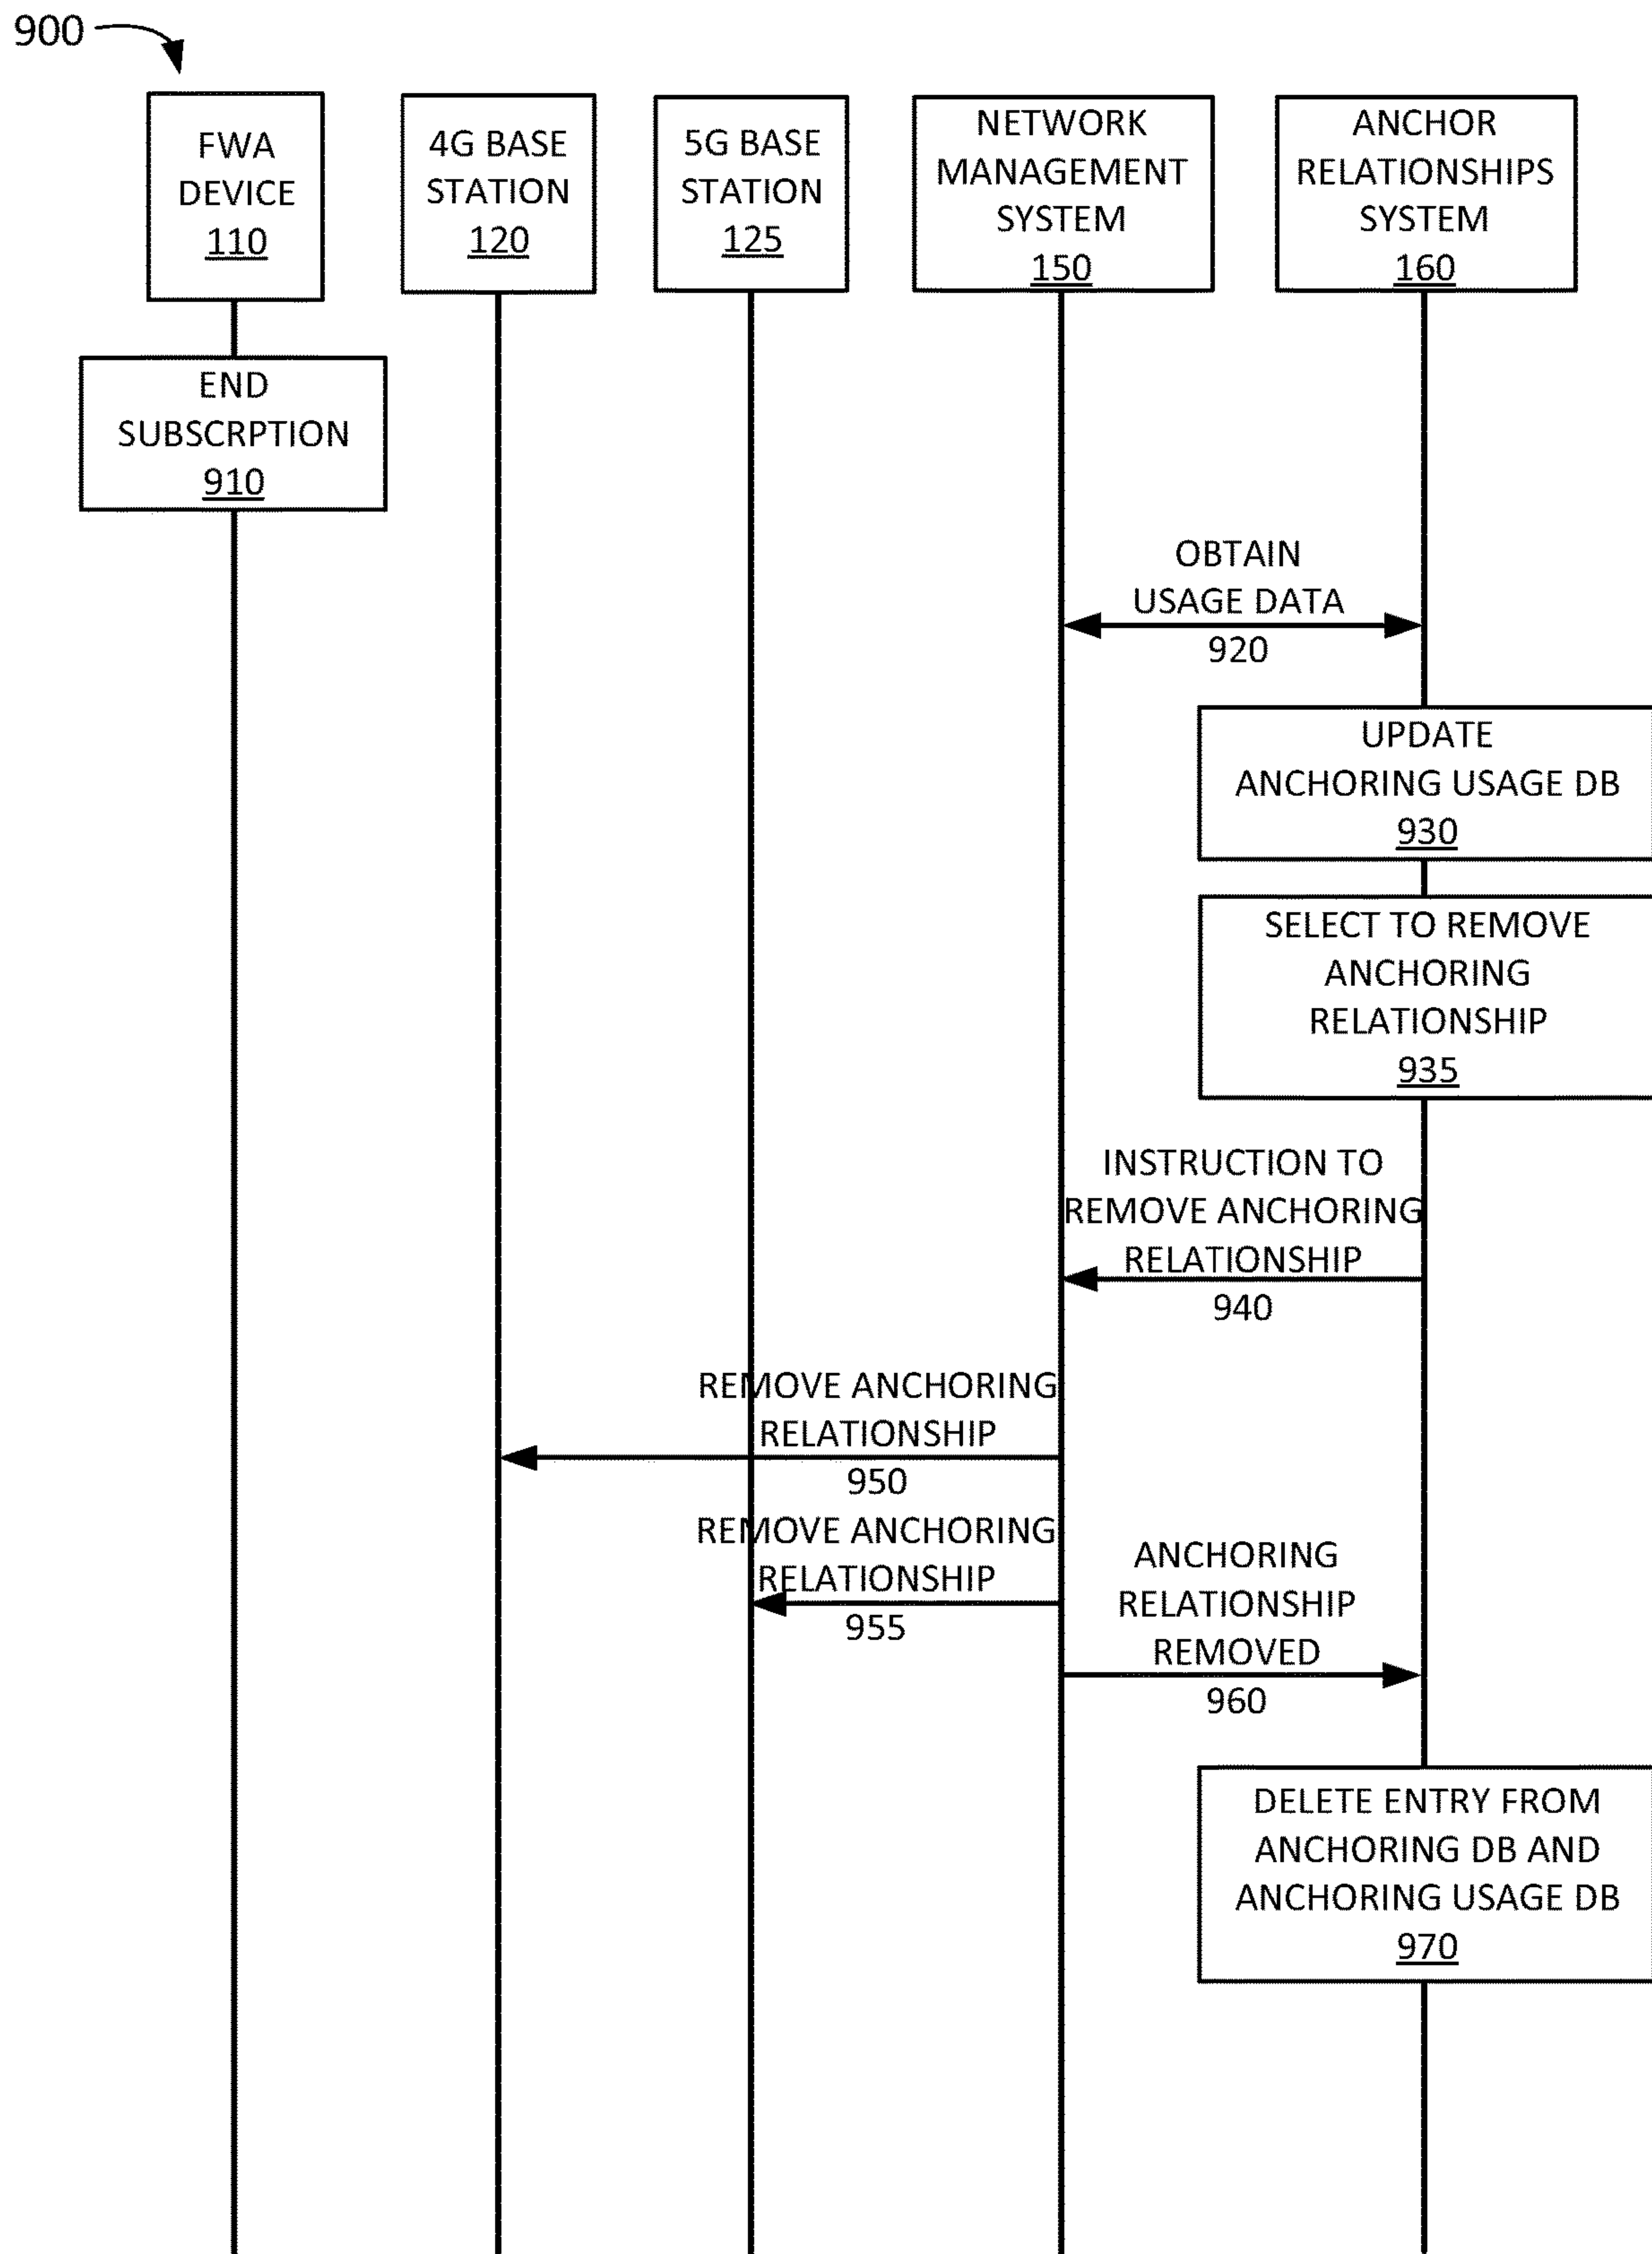 900
FWA
DEVICE
110
4G BASE
STATION
120
5G BASE
STATION
125
NETWORK
MANAGEMENT
SYSTEM
150
ANCHOR
RELATIONSHIPS
SYSTEM
160
END
SUBSCRPTION
910
OBTAIN
USAGE DATA
920
UPDATE
ANCHORING USAGE DB
930
SELECT TO REMOVE
ANCHORING
RELATIONSHIP
935
INSTRUCTION TO
REMOVE ANCHORING
RELATIONSHIP
940
REMOVE ANCHORING
RELATIONSHIP
950
REMOVE ANCHORING
RELATIONSHIP
955
ANCHORING
RELATIONSHIP
REMOVED
960
DELETE ENTRY FROM
ANCHORING DB AND
ANCHORING USAGE DB
970